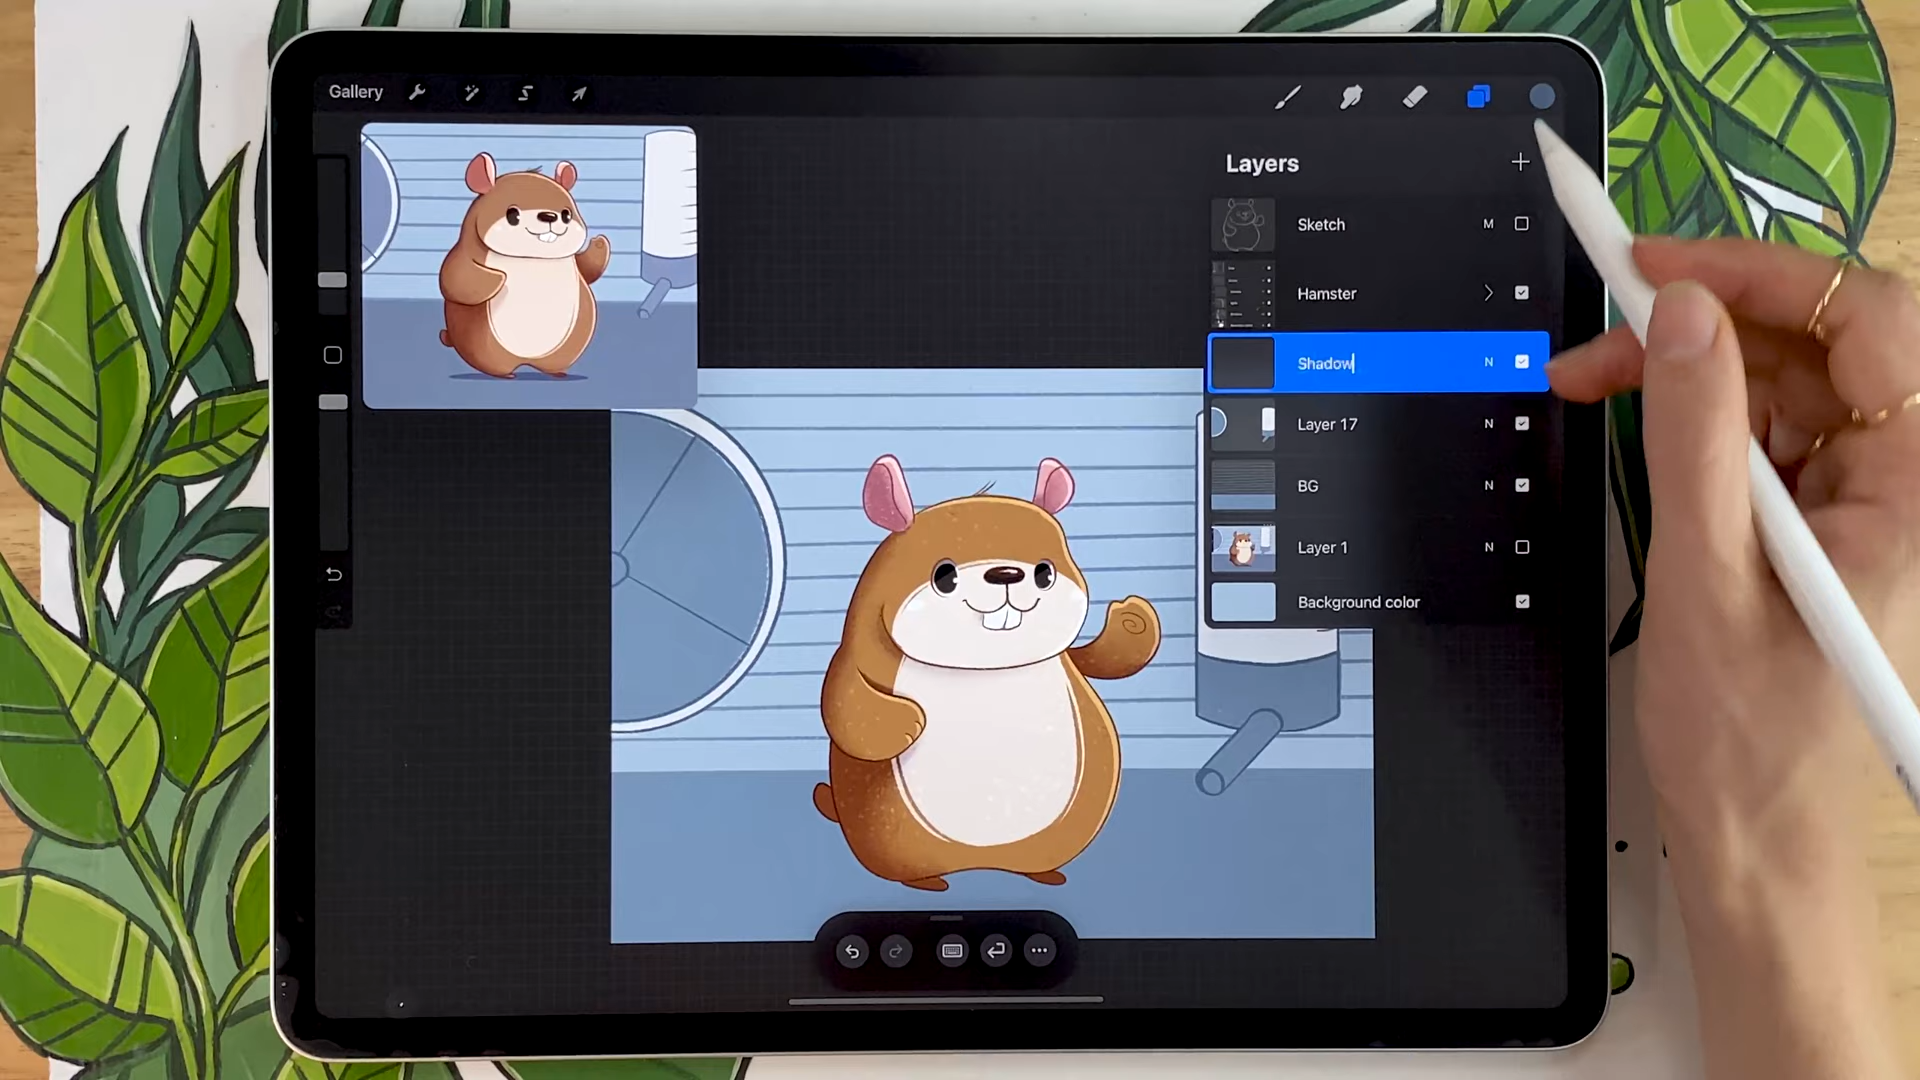 Gallery
Layers
Sketch M
Hamster
Shadow N
Layer 17 N
BG N
Layer 1 N
Background color